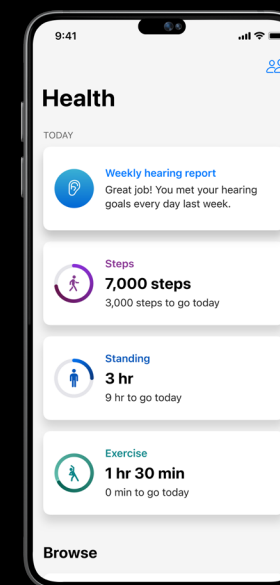 9:41
Health
TODAY
Weekly hearing report
Great job! You met your hearing
goals every day last week.
Steps
7,000 steps
3,000 steps to go today
Standing
3 hr
9 hr to go today
Exercise
1 hr 30 min
0 min to go today
Browse